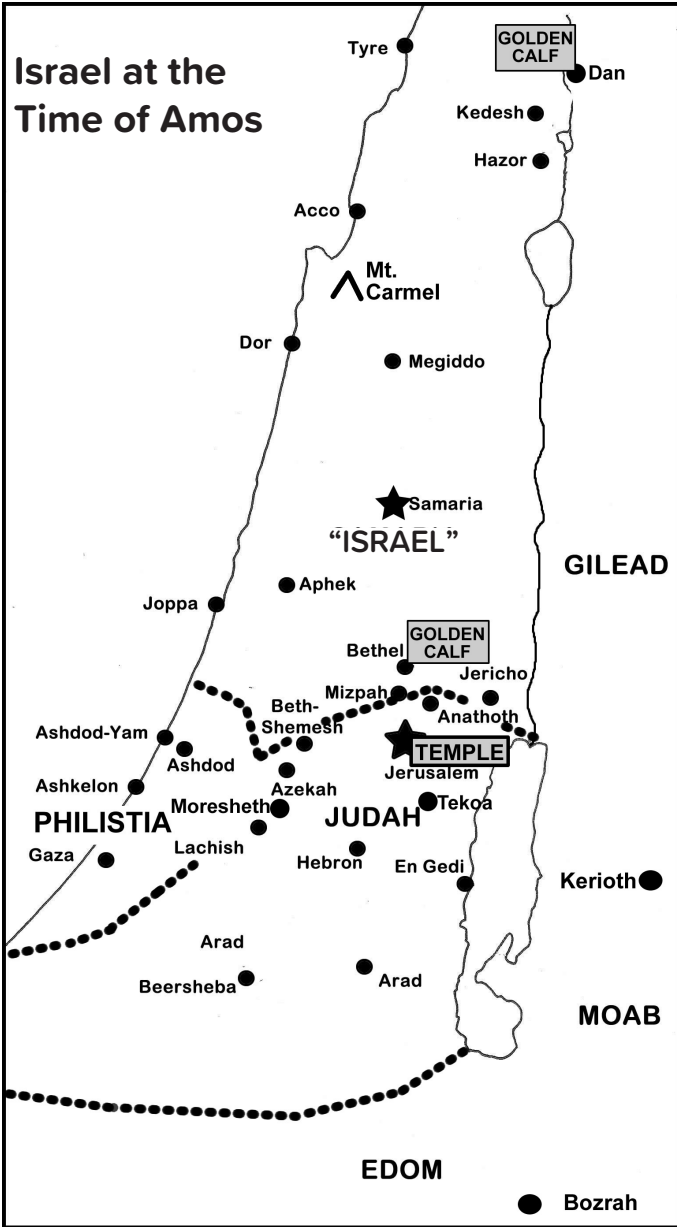 Israel at the
Time of Amos
Tyre
GOLDEN
CALF
Dan
Kedesh
Hazor
Acco
Mt.
Carmel
Dor
Megiddo
Samaria
“ISRAEL”
GILEAD
Aphek
Joppa
GOLDEN
CALF
Bethel
Jericho
Mizpah
Beth-
Shemesh
Anathoth
Ashdod-Yam
Ashdod
TEMPLE
Jerusalem
Azekah
Ashkelon
Moresheth
Tekoa
PHILISTIA
JUDAH
Lachish
Gaza
Hebron
En Gedi
Kerioth
Arad
Beersheba
Arad
MOAB
EDOM
Bozrah